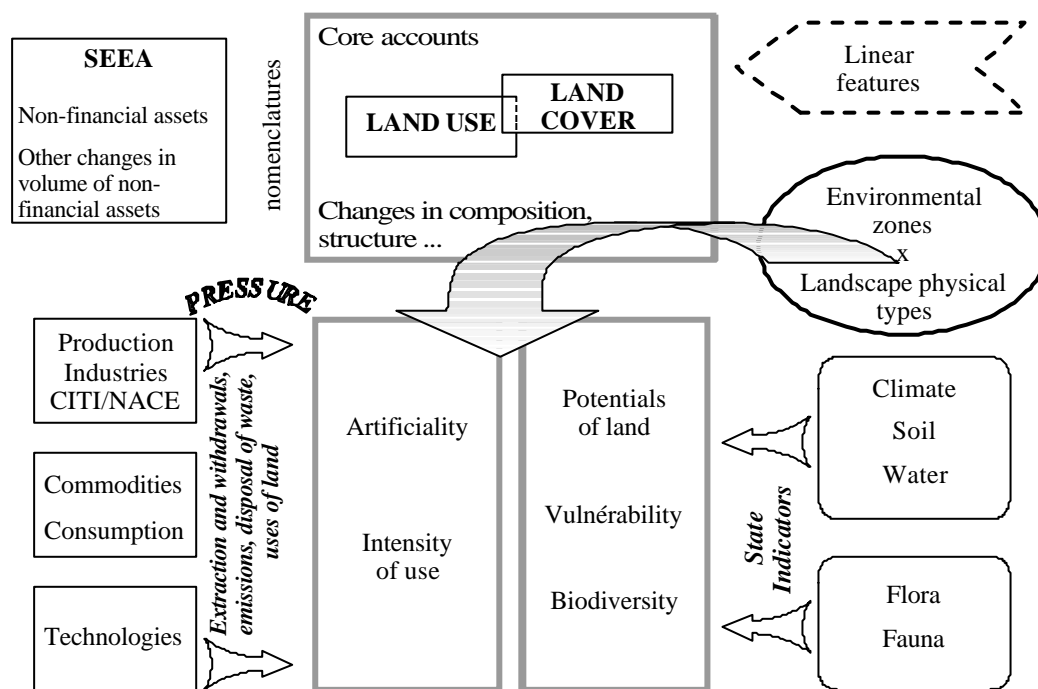 SEEA
Non-financial assets
Other changes in
volume of non-
financial assets
nomenclatures
Core accounts
LAND USE
LAND
COVER
Changes in composition,
structure ...
Linear
features
Environmental
zones
x
Landscape physical
types
PRESSURE
Production
Industries
CITI/NACE
Commodities
Consumption
Technologies
Extraction and withdrawals,
emissions, disposal of waste,
uses of land
Artificiality
Intensity
of use
Potentials
of land
Vulnérability
Biodiversity
State
Indicators
Climate
Soil
Water
Flora
Fauna